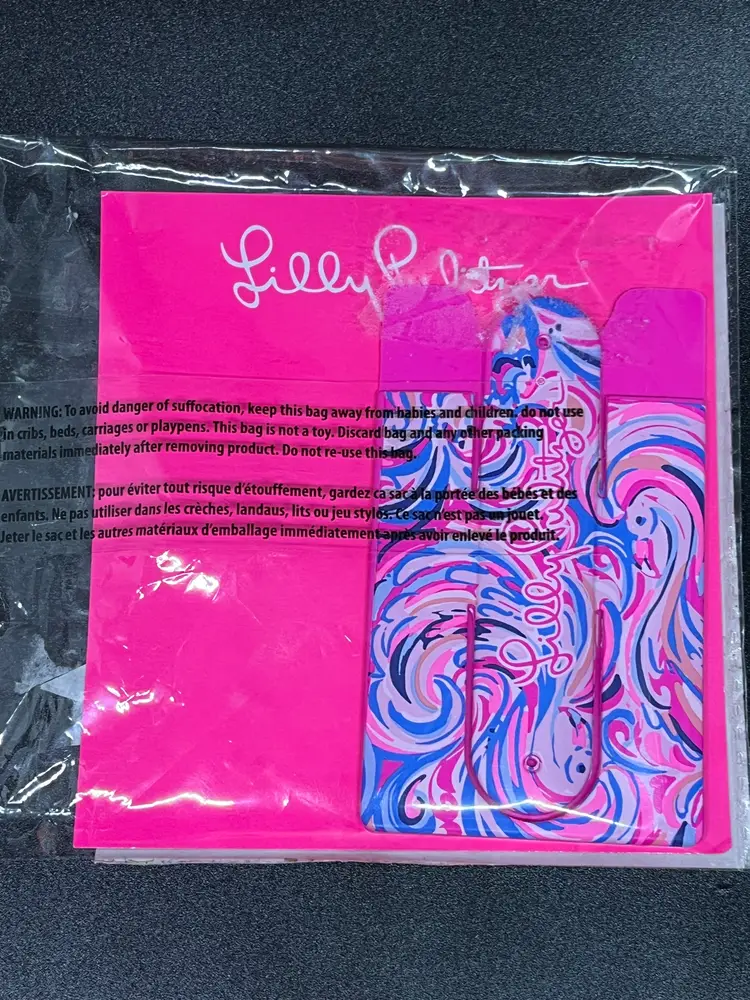 Lilly Pulitzer
WARNING: To avoid danger of suffocation, keep this bag away from babies and children. do not use
in cribs, beds, carriages or playpens. This bag is not a toy. Discard bag and any other packing
materials immediately after removing product. Do not re-use this bag.
AVERTISSEMENT: pour éviter tout risque d'étouffement, gardez ca sac à la portée des bébés et des
enfants. Ne pas utiliser dans les crèches, landaus, lits ou jeu stylos. Ce sac n'est pas un jouet.
Jeter le sac et les autres matériaux d'emballage immédiatement après avoir enlevé le produit.
Lilly Pulitzer®